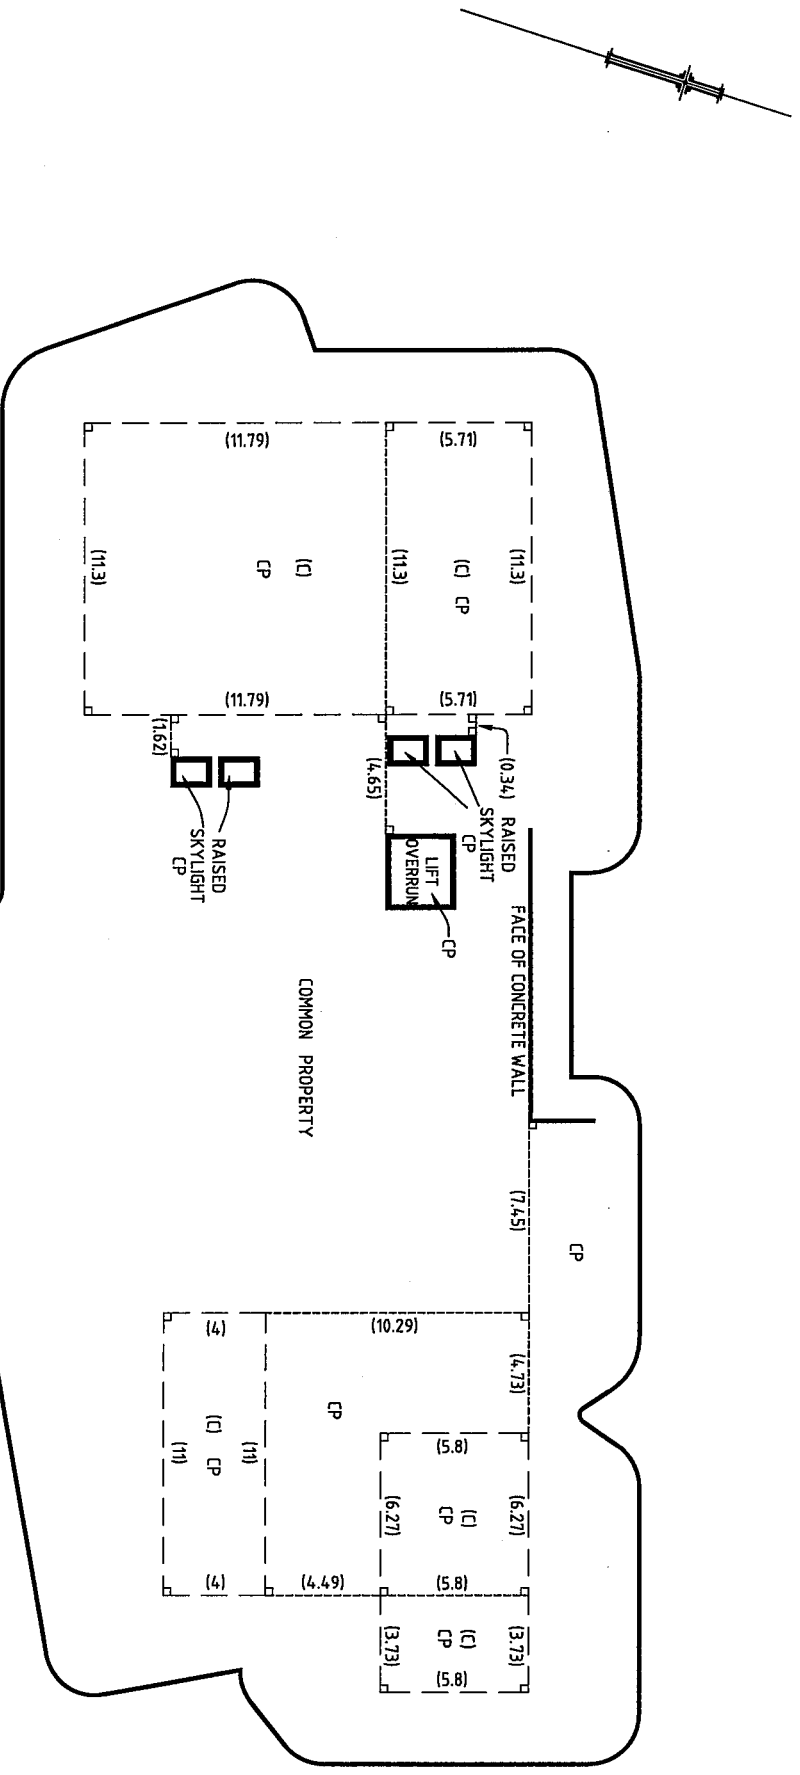 (11.79)
(5.71)
(11.3)
(C)
CP
(11.3)
(C) CP
(11.3)
(11.79)
(5.71)
(1.62)
(4.65)
(0.34)
RAISED
SKYLIGHT
CP
RAISED
SKYLIGHT
CP
LIFT
OVERRUN
CP
FACE OF CONCRETE WALL
COMMON PROPERTY
(7.45)
CP
(4)
(10.29)
(4.73)
CP
(C) CP
(11)
(11)
(5.8)
(6.27)
(C)
CP
(6.27)
(4)
(4.49)
(5.8)
(3.73)
(C)
CP
(3.73)
(5.8)